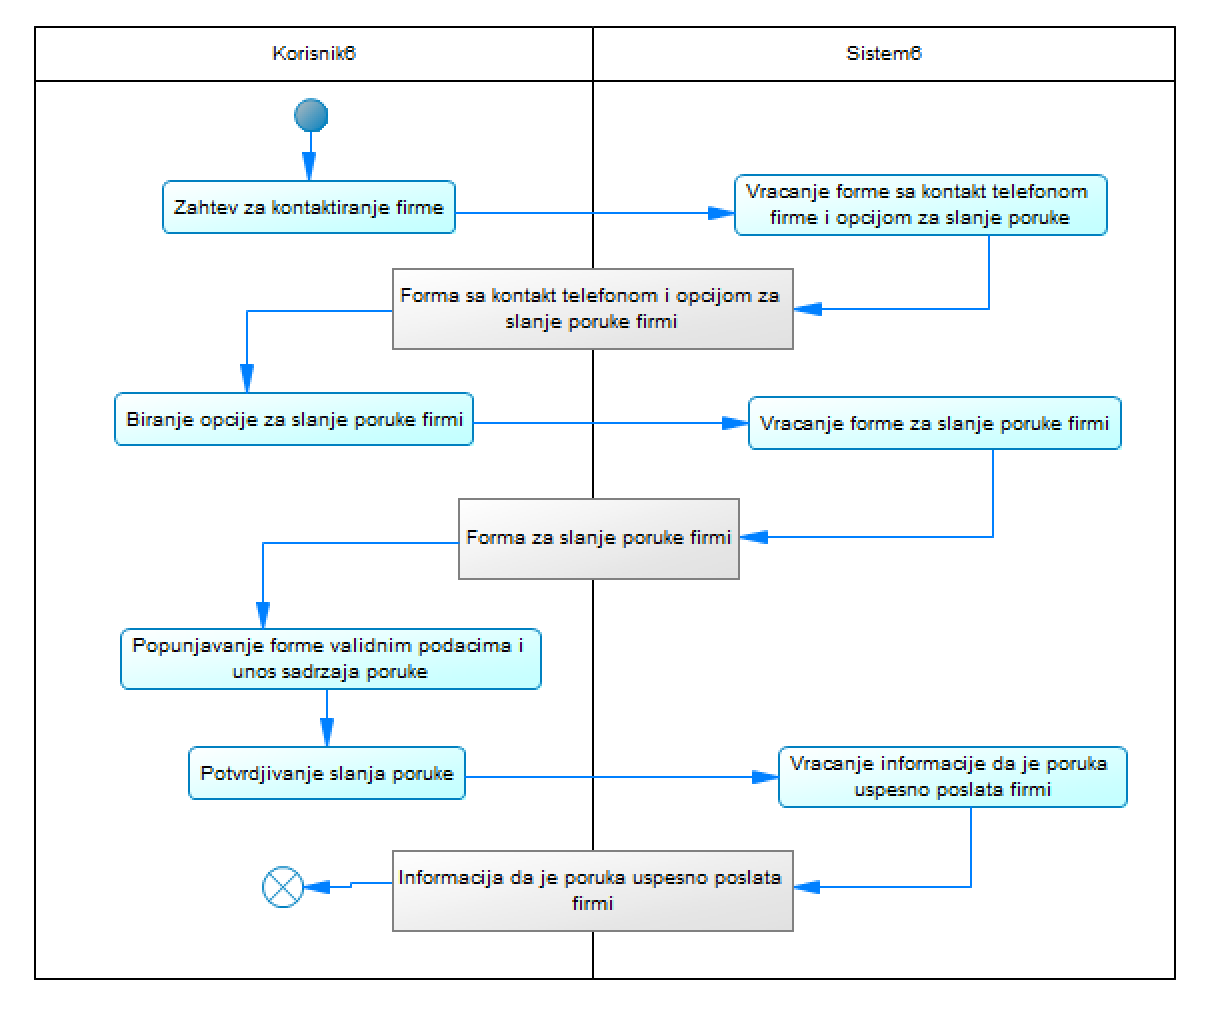 Korisnik6
Sistem6
Zahtev za kontaktiranje firme
Vracanje forme sa kontakt telefonom
firme i opcijom za slanje poruke
Forma sa kontakt telefonom i opcijom za
slanje poruke firmi
Biranje opcije za slanje poruke firmi
Vracanje forme za slanje poruke firmi
Forma za slanje poruke firmi
Popunjavanje forme validnim podacima i
unos sadrzaja poruke
Potvrdjivanje slanja poruke
Vracanje informacije da je poruka
uspesno poslata firmi
Informacija da je poruka uspesno poslata
firmi